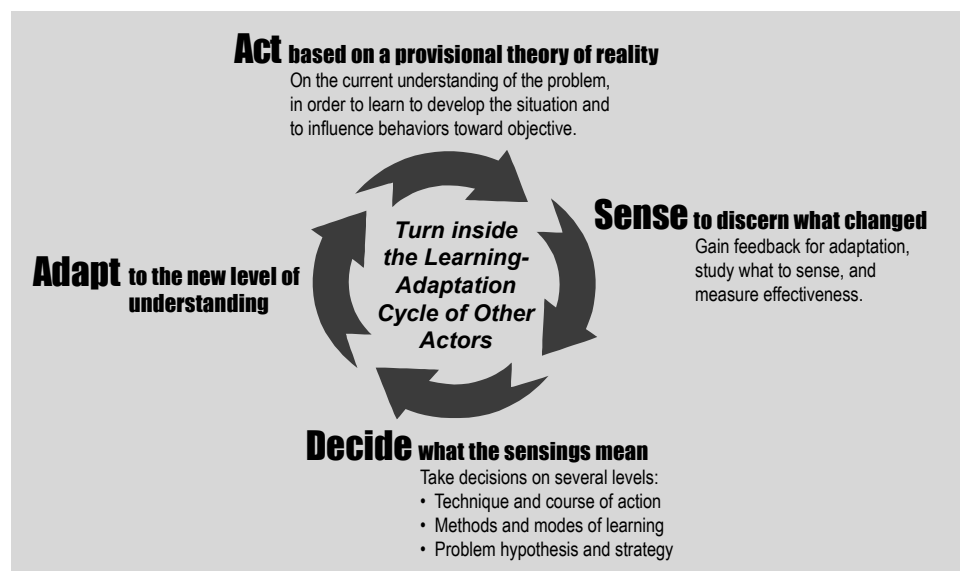 Act based on a provisional theory of reality
On the current understanding of the problem,
in order to learn to develop the situation and
to influence behaviors toward objective.
Sense to discern what changed
Gain feedback for adaptation,
study what to sense, and
measure effectiveness.
Turn inside
the Learning-
Adaptation
Cycle of Other
Actors
Adapt to the new level of
understanding
Decide what the sensings mean
Take decisions on several levels:
• Technique and course of action
• Methods and modes of learning
• Problem hypothesis and strategy